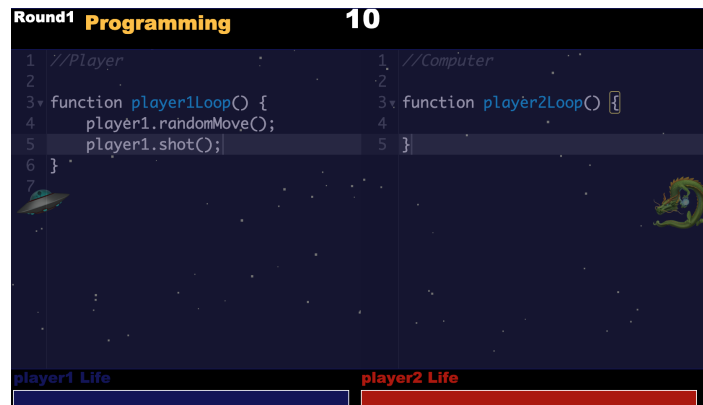 Round1 Programming 10
1 //Player
2
3 function player1Loop() {
4 player1.randomMove();
5 player1.shot();
6 }
7
1 //Computer
2
3 function player2Loop() {
4
5 }
player1 Life
player2 Life